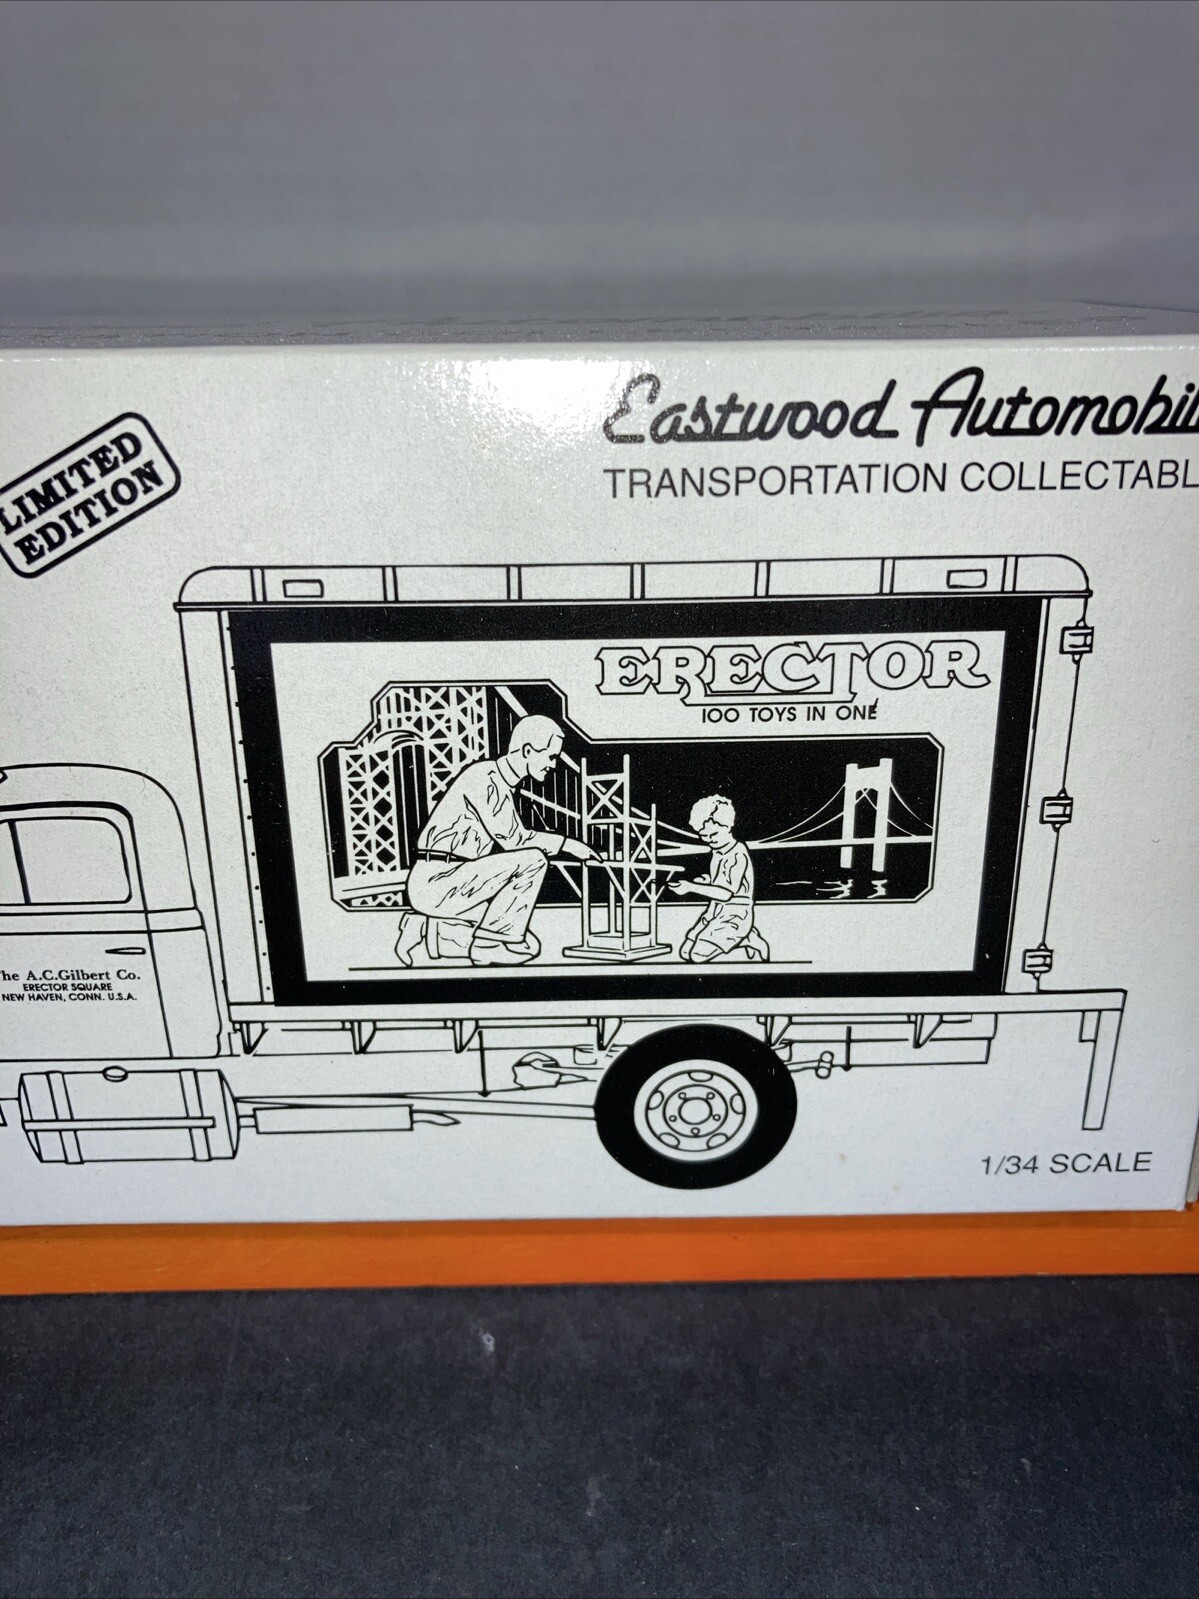 LIMITED
EDITION
Eastwood Automobil
TRANSPORTATION COLLECTABL
ERECTOR
100 TOYS IN ONE
he A.C.Gilbert Co.
ERECTOR SQUARE
NEW HAVEN, CONN. U.S.A.
1/34 SCALE